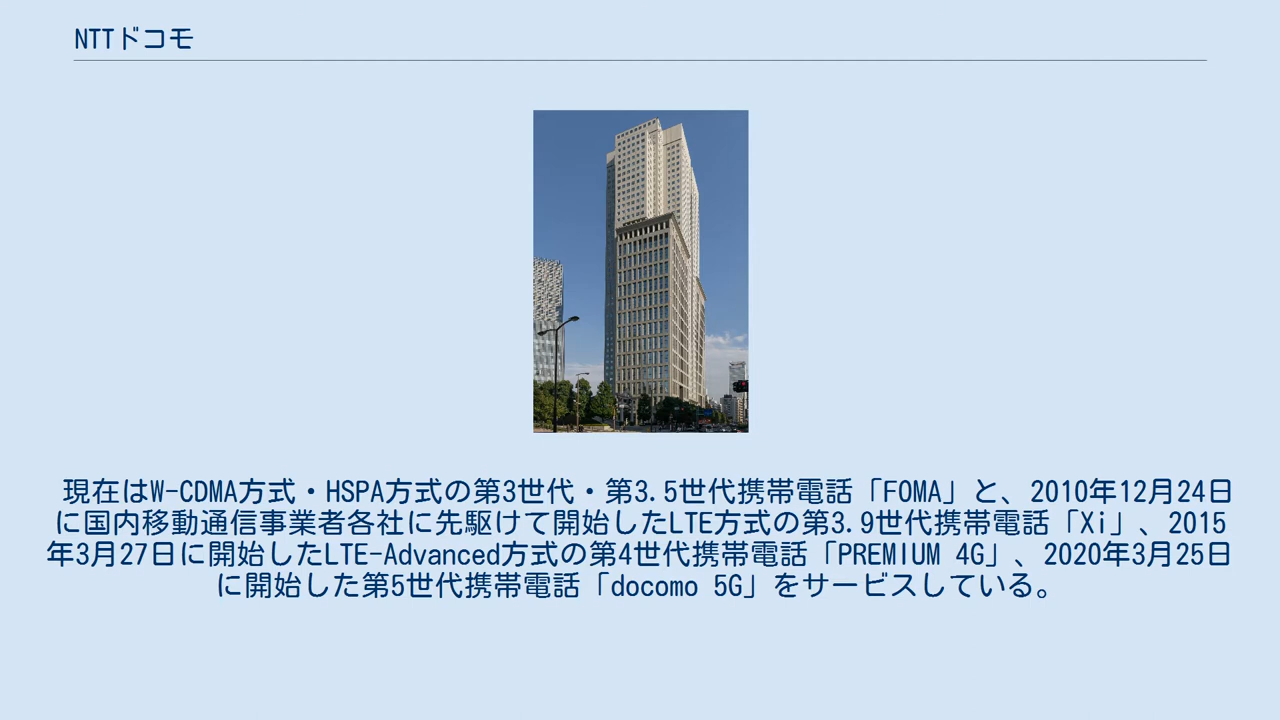 NTTドコモ
現在はW-CDMA方式・HSPA方式の第3世代・第3.5世代携帯電話「FOMA」と、2010年12月24日
に国内移動通信事業者各社に先駆けて開始したLTE方式の第3.9世代携帯電話「Xi」、2015
年3月27日に開始したLTE-Advanced方式の第4世代携帯電話「PREMIUM 4G」、2020年3月25日
に開始した第5世代携帯電話「docomo 5G」をサービスしている。